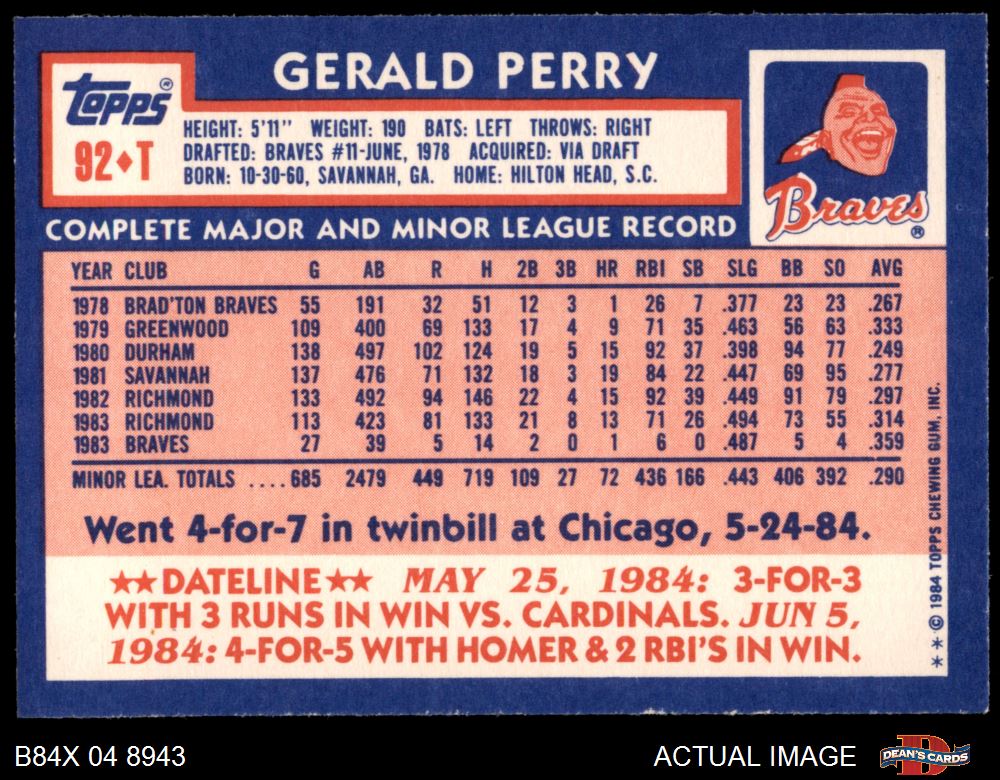 GERALD PERRY
topps®
92♦T
HEIGHT: 5'11" WEIGHT: 190 BATS: LEFT THROWS: RIGHT
DRAFTED: BRAVES #11-JUNE, 1978 ACQUIRED: VIA DRAFT
BORN: 10-30-60, SAVANNAH, GA. HOME: HILTON HEAD, S.C.
Braves®
COMPLETE MAJOR AND MINOR LEAGUE RECORD
YEAR CLUB G AB R H 2B 3B HR RBI SB SLG BB SO AVG
1978 BRAD'TON BRAVES 55 191 32 51 12 3 1 26 7 .377 23 23 .267
1979 GREENWOOD 109 400 69 133 17 4 9 71 35 .463 56 63 .333
1980 DURHAM 138 497 102 124 19 5 15 92 37 .398 94 77 .249
1981 SAVANNAH 137 476 71 132 18 3 19 84 22 .447 69 95 .277
1982 RICHMOND 133 492 94 146 22 4 15 92 39 .449 91 79 .297
1983 RICHMOND 113 423 81 133 21 8 13 71 26 .494 73 55 .314
1983 BRAVES 27 39 5 14 2 0 1 6 0 .487 5 4 .359
MINOR LEA. TOTALS ....685 2479 449 719 109 27 72 436 166 .443 406 392 .290
Went 4-for-7 in twinbill at Chicago, 5-24-84.
★★DATELINE★★ MAY 25, 1984: 3-FOR-3
WITH 3 RUNS IN WIN VS. CARDINALS. JUN 5,
1984: 4-FOR-5 WITH HOMER & 2 RBI'S IN WIN.
**© 1984 TOPPS CHEWING GUM, INC.
B84X 04 8943
ACTUAL IMAGE
DEAN'S CARDS